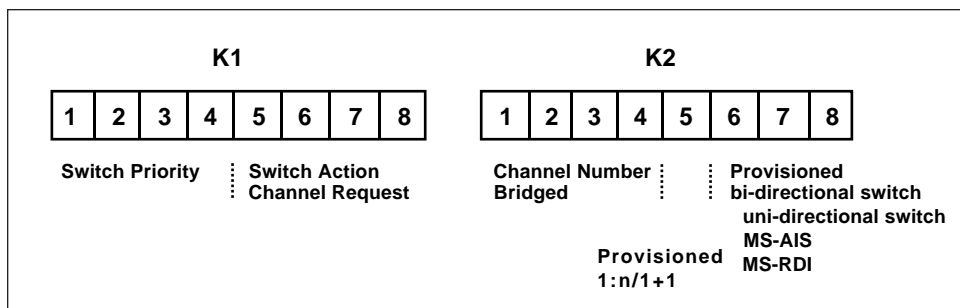 K1
K2
1 2 3 4 5 6 7 8
1 2 3 4 5 6 7 8
Switch Priority
Switch Action
Channel Request
Channel Number
Bridged
Provisioned
1:n/1+1
Provisioned
bi-directional switch
uni-directional switch
MS-AIS
MS-RDI